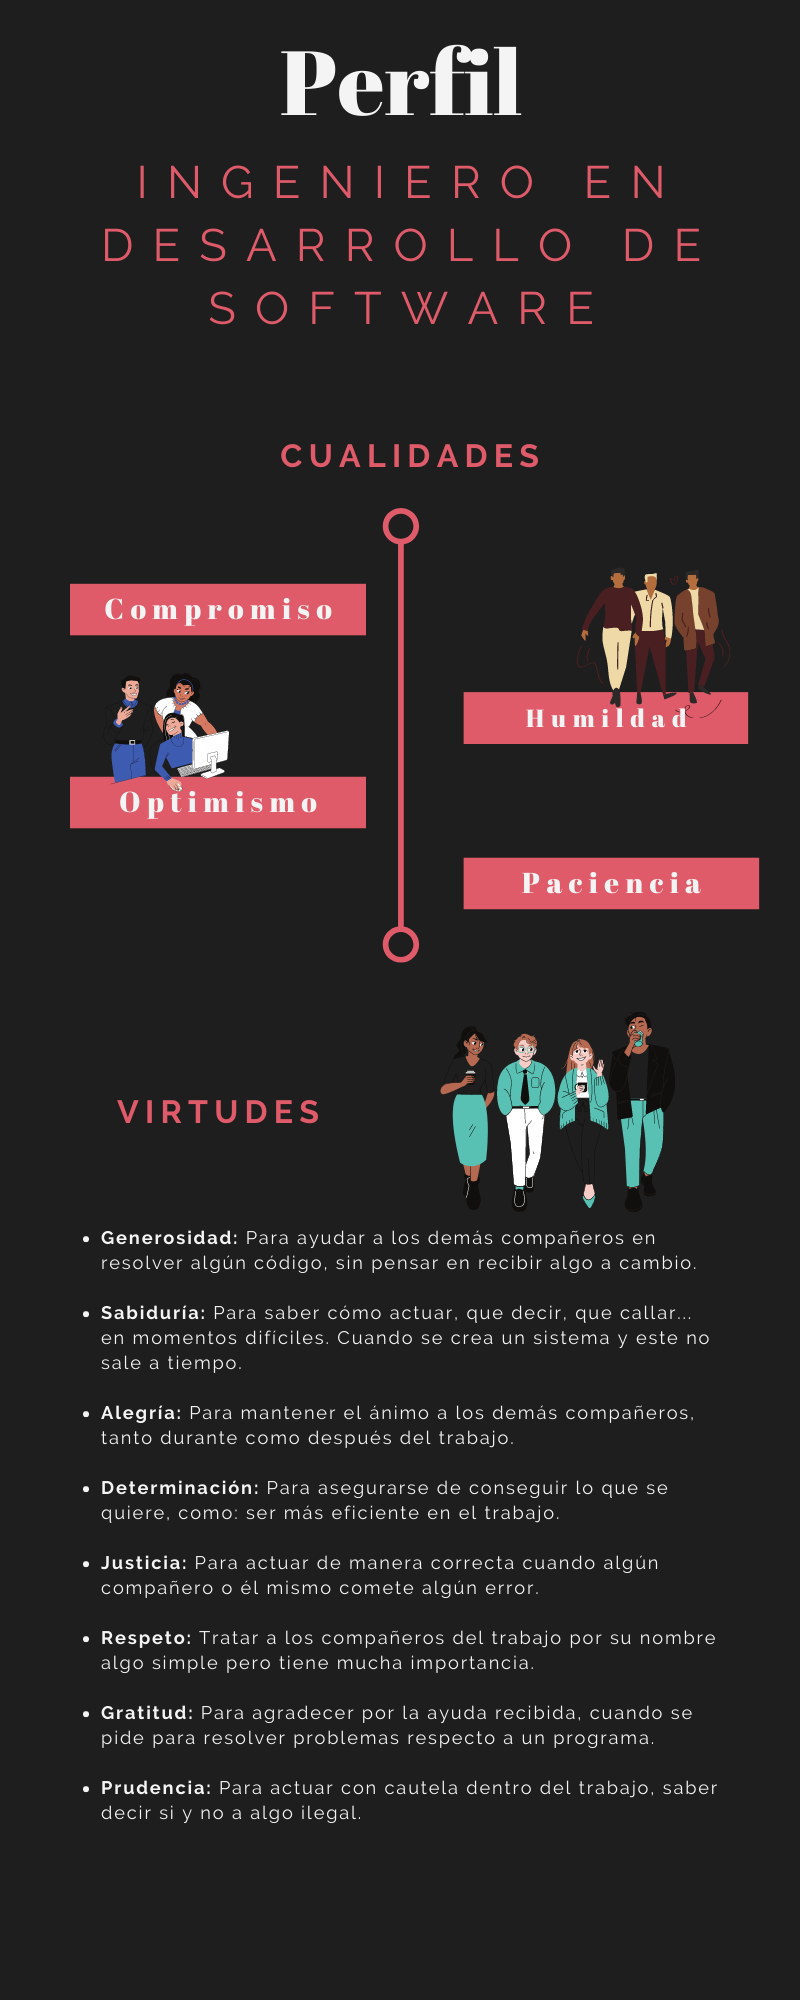 Perfil
INGENIERO EN
DESARROLLO DE
SOFTWARE
CUALIDADES
Compromiso
Humildad
Optimismo
Paciencia
VIRTUDES
• Generosidad: Para ayudar a los demás compañeros en
resolver algún código, sin pensar en recibir algo a cambio.
• Sabiduría: Para saber cómo actuar, que decir, que callar...
en momentos difíciles. Cuando se crea un sistema y este no
sale a tiempo.
• Alegría: Para mantener el ánimo a los demás compañeros,
tanto durante como después del trabajo.
• Determinación: Para asegurarse de conseguir lo que se
quiere, como: ser más eficiente en el trabajo.
• Justicia: Para actuar de manera correcta cuando algún
compañero o él mismo comete algún error.
• Respeto: Tratar a los compañeros del trabajo por su nombre
algo simple pero tiene mucha importancia.
• Gratitud: Para agradecer por la ayuda recibida, cuando se
pide para resolver problemas respecto a un programa.
• Prudencia: Para actuar con cautela dentro del trabajo, saber
decir si y no a algo ilegal.